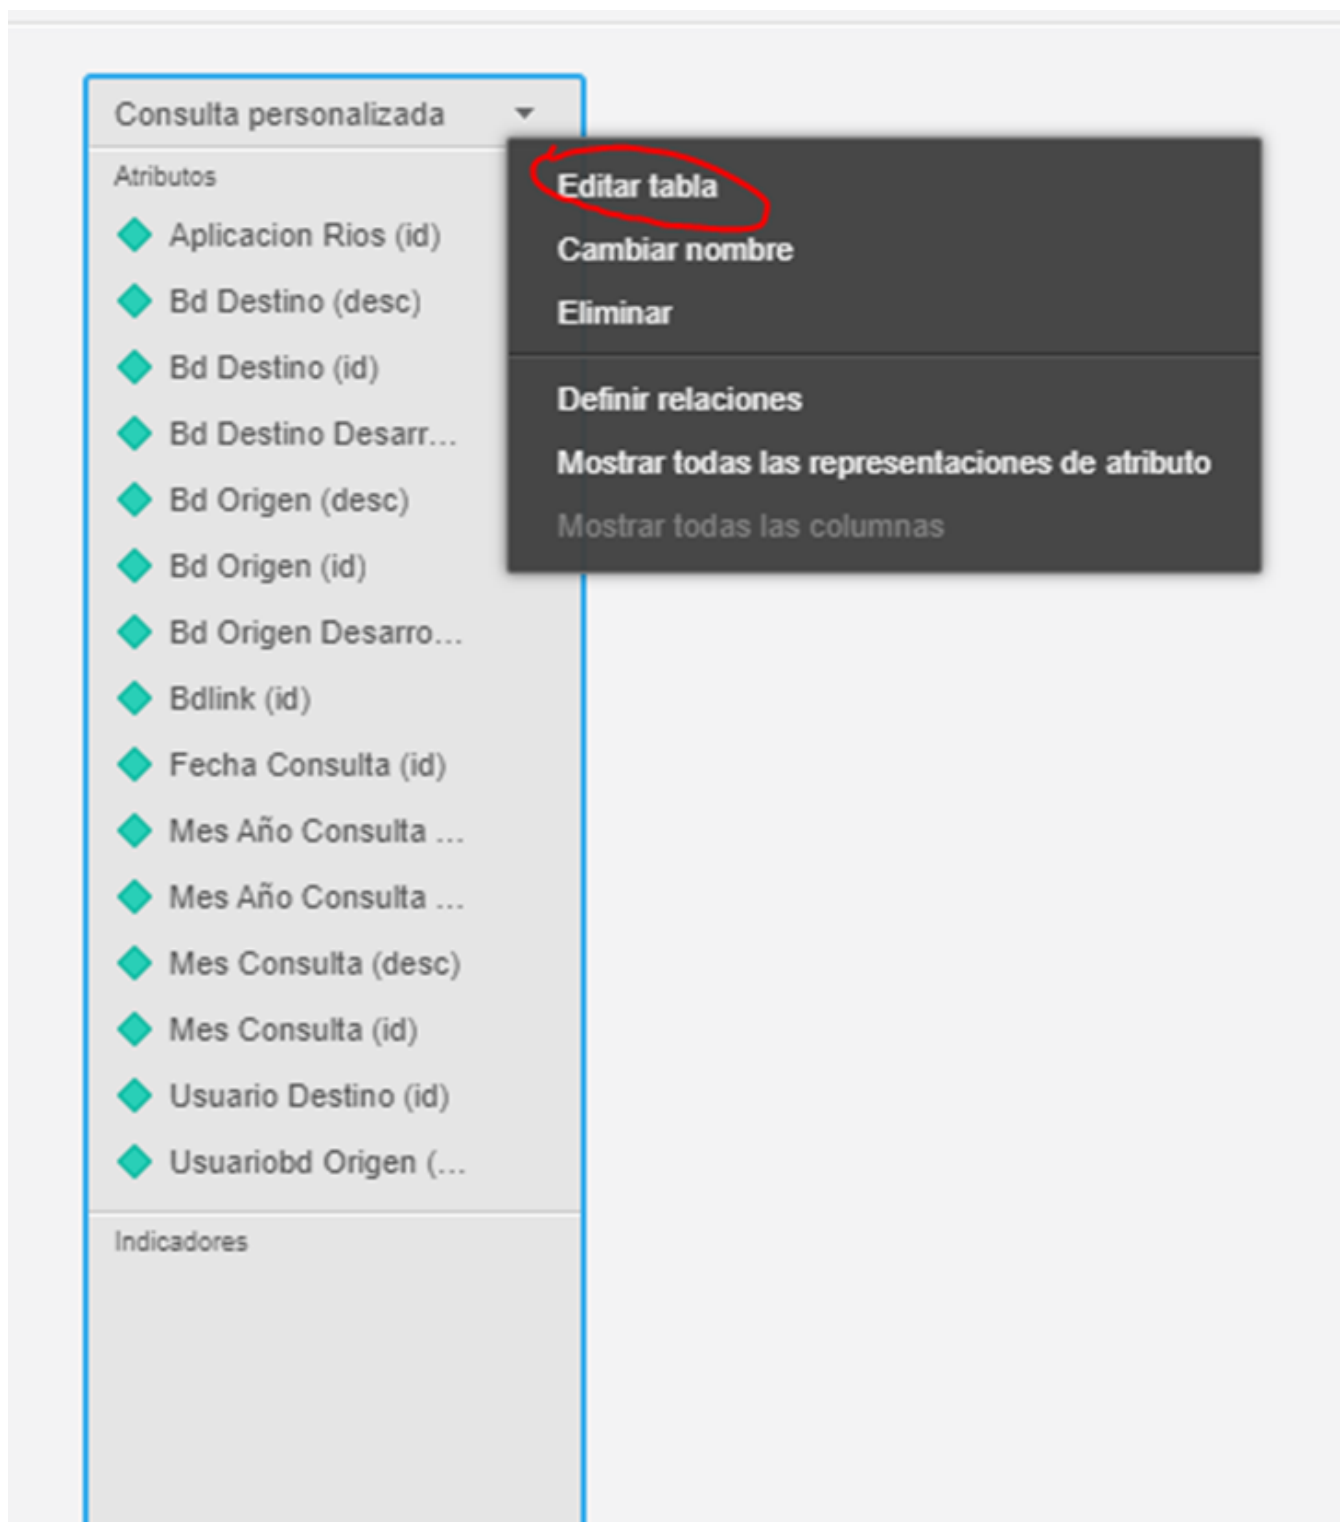 Consulta personalizada
Atributos
Aplicacion Rios (id)
Bd Destino (desc)
Bd Destino (id)
Bd Destino Desarr...
Bd Origen (desc)
Bd Origen (id)
Bd Origen Desarro...
Bdlink (id)
Fecha Consulta (id)
Mes Año Consulta ...
Mes Año Consulta ...
Mes Consulta (desc)
Mes Consulta (id)
Usuario Destino (id)
Usuariobd Origen (...
Indicadores
Editar tabla
Cambiar nombre
Eliminar
Definir relaciones
Mostrar todas las representaciones de atributo
Mostrar todas las columnas